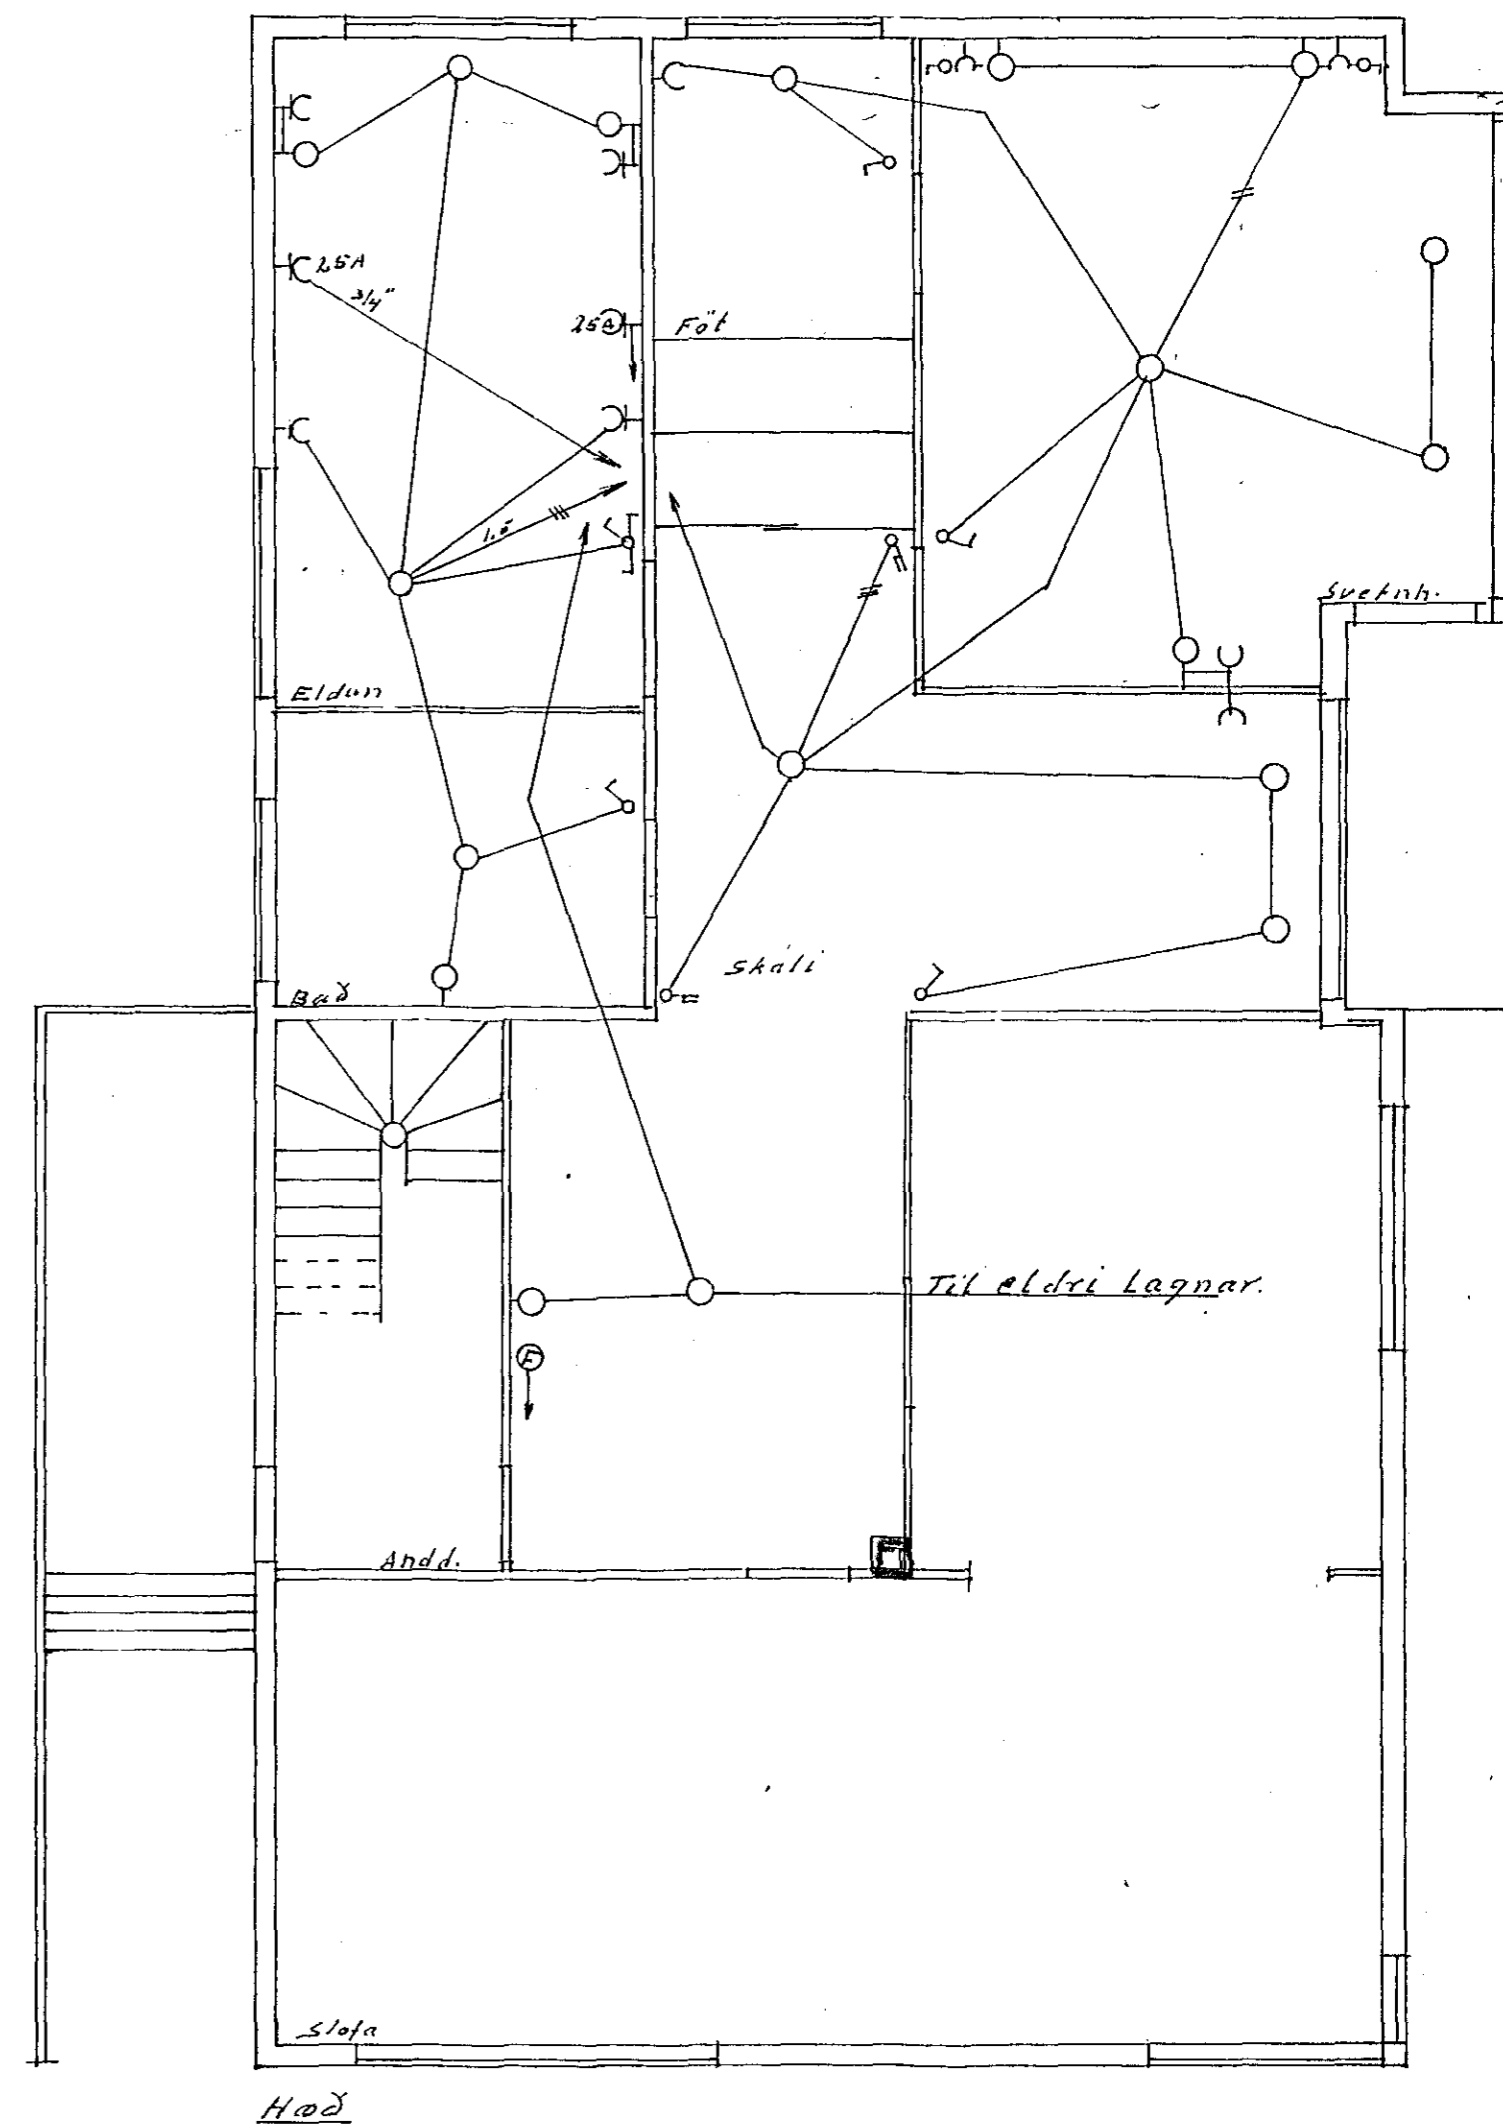 25A
3/4"
25A
Föt
1.5
Svefnh.
Eldun
Skáli
Bað
Til eldri Lagnar.
E
Andd.
Stofa
Hæð